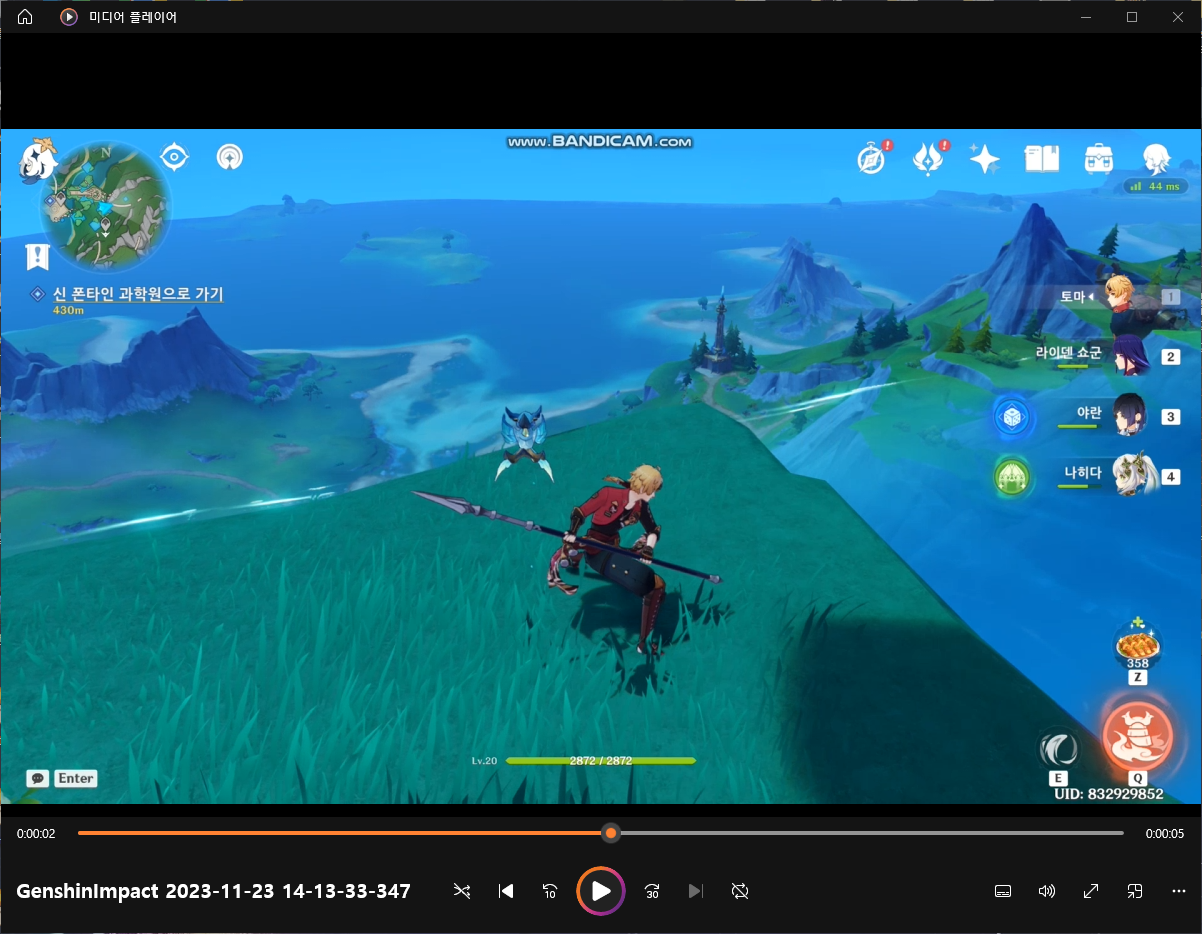 미디어 플레이어
www.BANDICAM.com
N
44 ms
신 폰타인 과학원으로 가기
430m
토마 1
라이덴 쇼군 2
야란 3
나히다 4
358
Z
Lv.20 2872 / 2872
Enter
E Q
UID: 832929852
0:00:02 0:00:05
GenshinImpact 2023-11-23 14-13-33-347 10 30